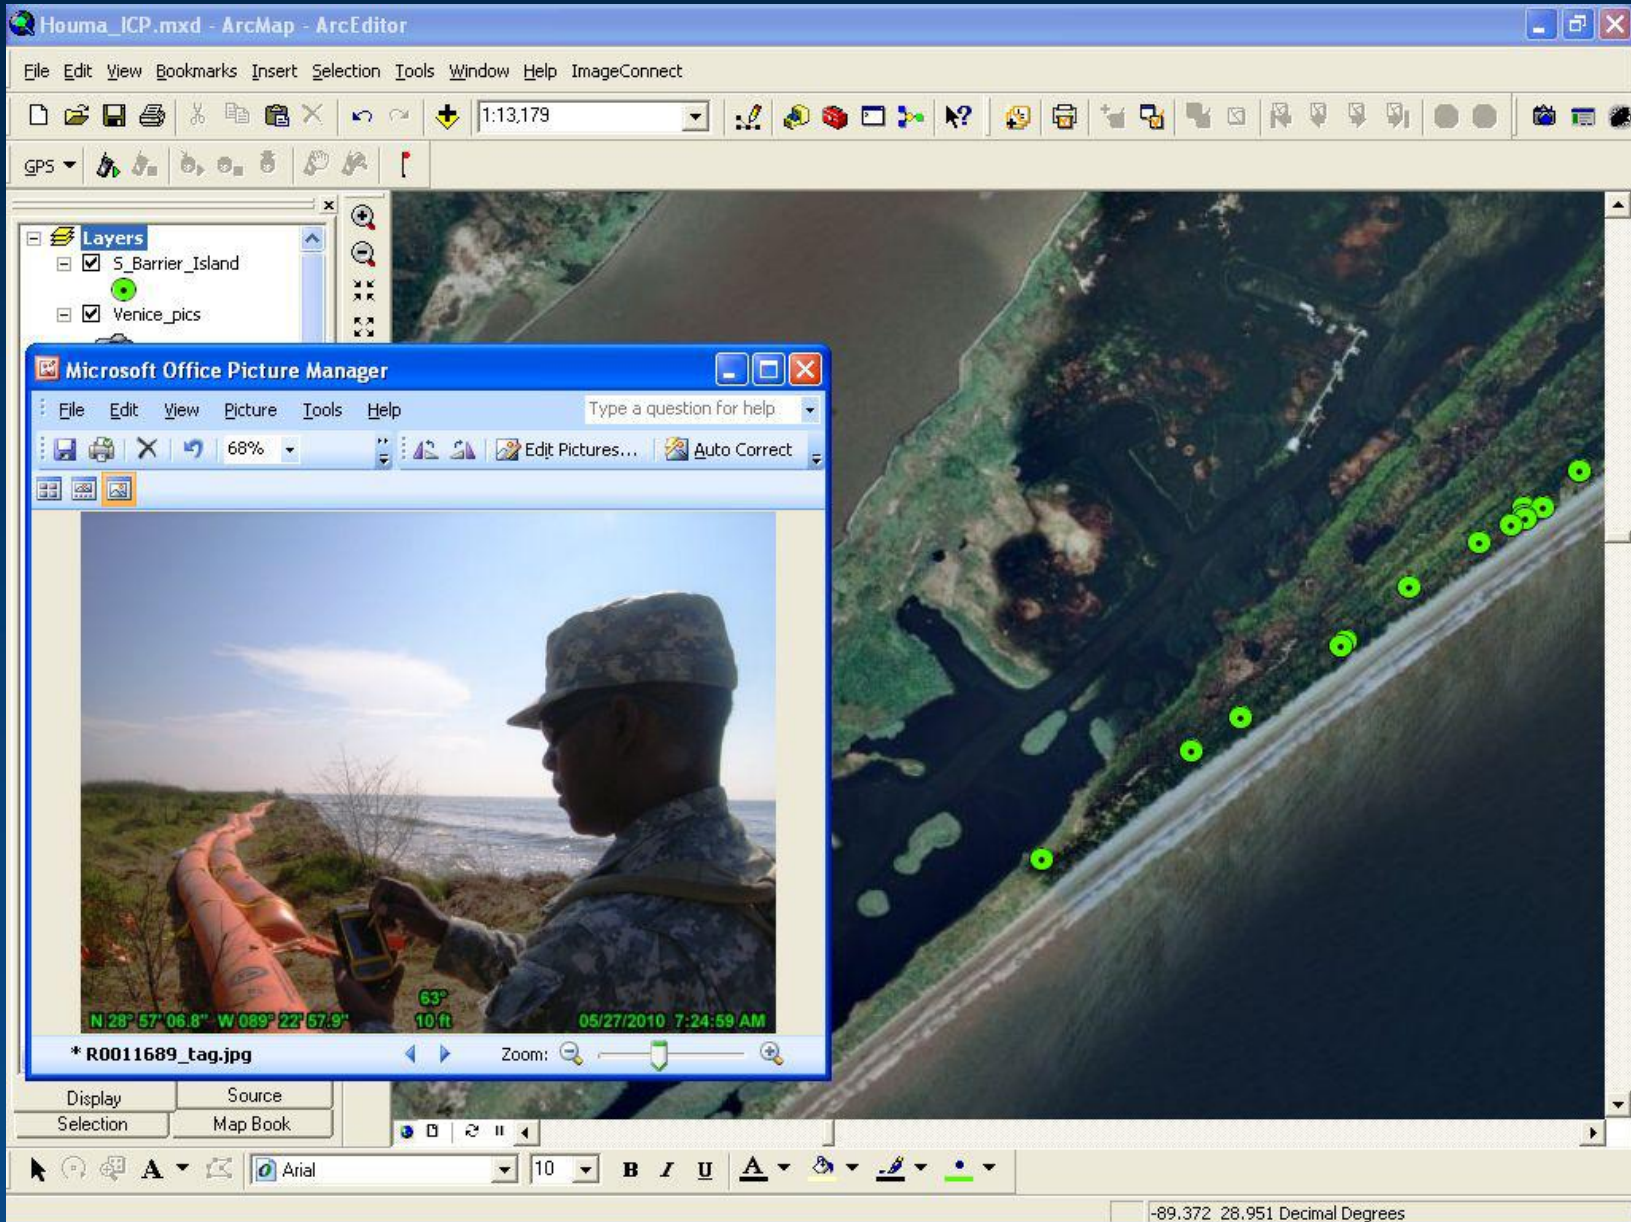 Houma_ICP.mxd - ArcMap - ArcEditor
File Edit View Bookmarks Insert Selection Tools Window Help ImageConnect
1:13,179
GPS
Layers
S_Barrier_Island
Venice_pics
Microsoft Office Picture Manager
File Edit View Picture Tools Help Type a question for help
68% Edit Pictures... Auto Correct
63°
N 28° 57' 06.8" W 089° 22' 57.9" 10 ft 05/27/2010 7:24:59 AM
* R0011689_tag.jpg Zoom:
Display Source
Selection Map Book
A Arial 10 B I U A
-89.372 28.951 Decimal Degrees